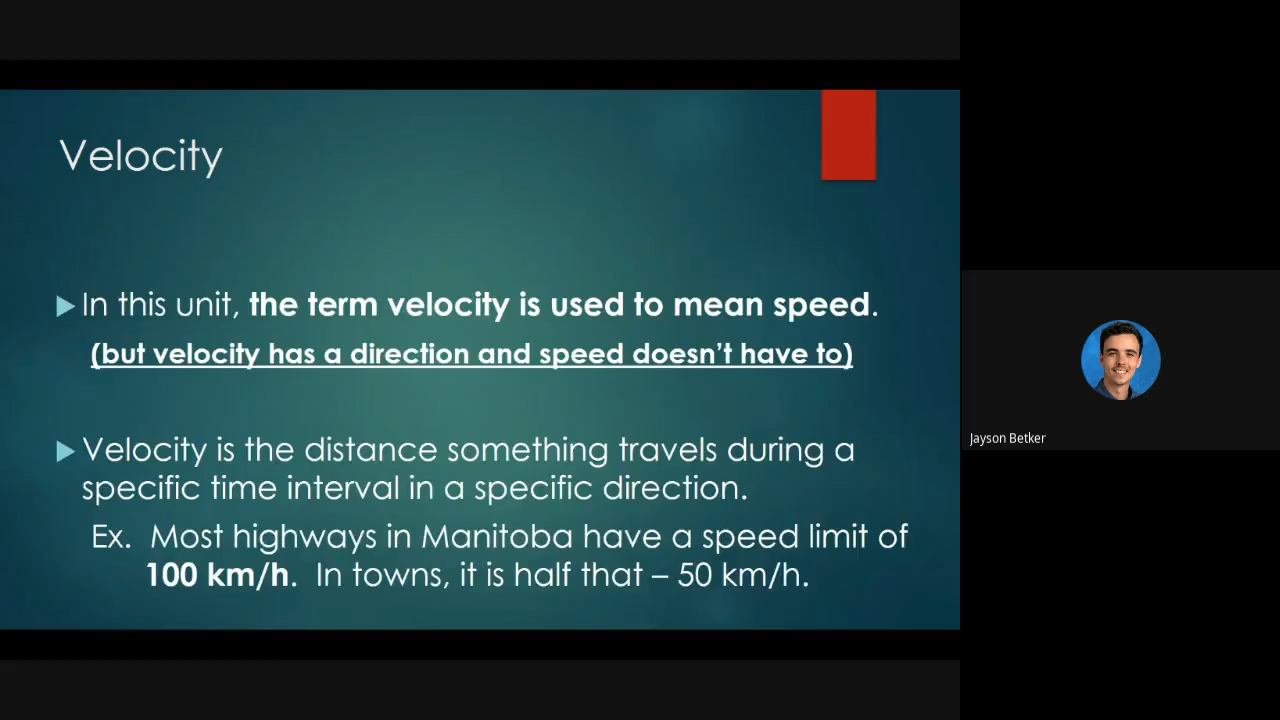 Velocity
In this unit, the term velocity is used to mean speed.
(but velocity has a direction and speed doesn’t have to)
Velocity is the distance something travels during a
specific time interval in a specific direction.
Ex. Most highways in Manitoba have a speed limit of
100 km/h. In towns, it is half that – 50 km/h.
Jayson Betker